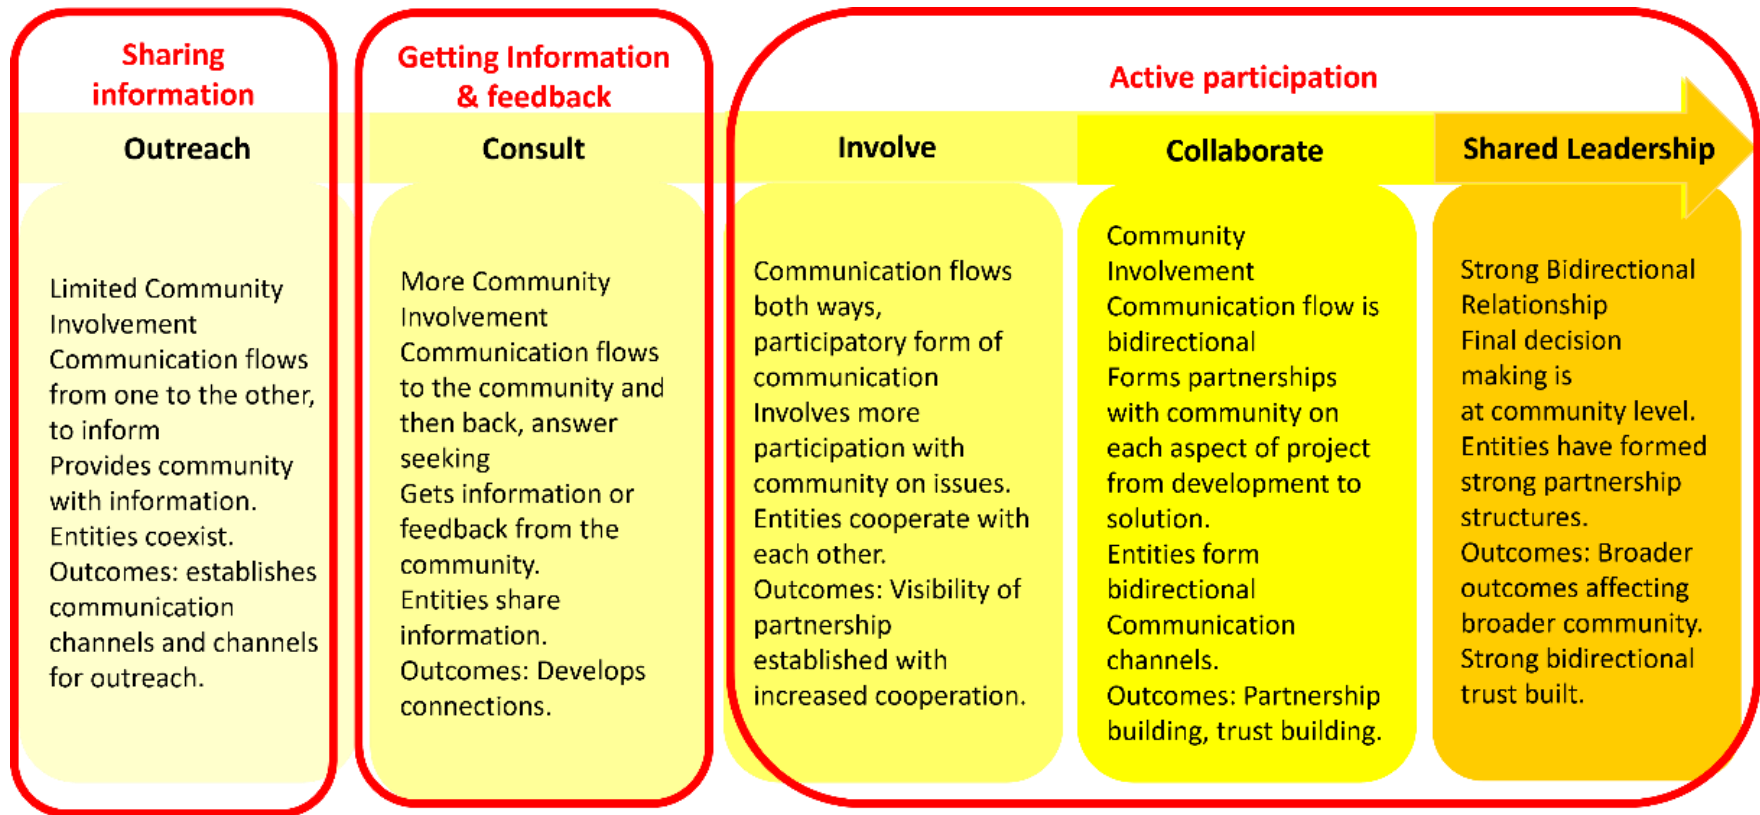 Sharing
information
Getting Information
& feedback
Active participation
Outreach
Consult
Involve
Collaborate
Shared Leadership
Limited Community
Involvement
Communication flows
from one to the other,
to inform
Provides community
with information.
Entities coexist.
Outcomes: establishes
communication
channels and channels
for outreach.
More Community
Involvement
Communication flows
to the community and
then back, answer
seeking
Gets information or
feedback from the
community.
Entities share
information.
Outcomes: Develops
connections.
Communication flows
both ways,
participatory form of
communication
Involves more
participation with
community on issues.
Entities cooperate with
each other.
Outcomes: Visibility of
partnership
established with
increased cooperation.
Community
Involvement
Communication flow is
bidirectional
Forms partnerships
with community on
each aspect of project
from development to
solution.
Entities form
bidirectional
Communication
channels.
Outcomes: Partnership
building, trust building.
Strong Bidirectional
Relationship
Final decision
making is
at community level.
Entities have formed
strong partnership
structures.
Outcomes: Broader
outcomes affecting
broader community.
Strong bidirectional
trust built.